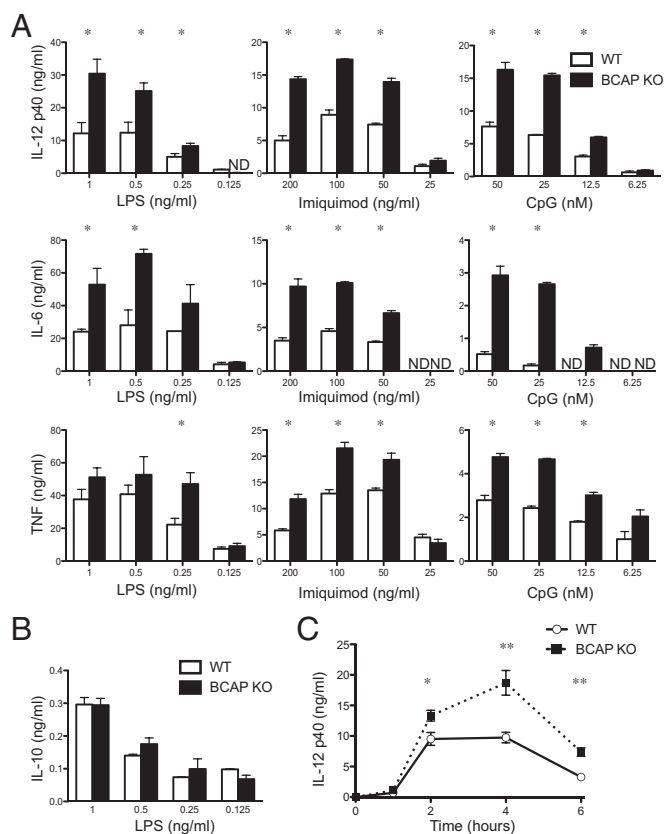 A
* * *
* * *
* * *
WT
BCAP KO
IL-12 p40 (ng/ml)
40
30
20
10
0
ND
1 0.5 0.25 0.125
LPS (ng/ml)
20
15
10
5
0
200 100 50 25
Imiquimod (ng/ml)
20
15
10
5
0
50 25 12.5 6.25
CpG (nM)
* *
* * *
* *
IL-6 (ng/ml)
80
60
40
20
0
1 0.5 0.25 0.125
LPS (ng/ml)
15
10
5
0
NDND
200 100 50 25
Imiquimod (ng/ml)
4
3
2
1
0
ND ND ND
50 25 12.5 6.25
CpG (nM)
*
* * *
* * *
TNF (ng/ml)
80
60
40
20
0
1 0.5 0.25 0.125
LPS (ng/ml)
25
20
15
10
5
0
200 100 50 25
Imiquimod (ng/ml)
6
4
2
0
50 25 12.5 6.25
CpG (nM)
B
WT
BCAP KO
IL-10 (ng/ml)
0.4
0.3
0.2
0.1
0.0
1 0.5 0.25 0.125
LPS (ng/ml)
C
WT
BCAP KO
* ** **
IL-12 p40 (ng/ml)
25
20
15
10
5
0
0 2 4 6
Time (hours)